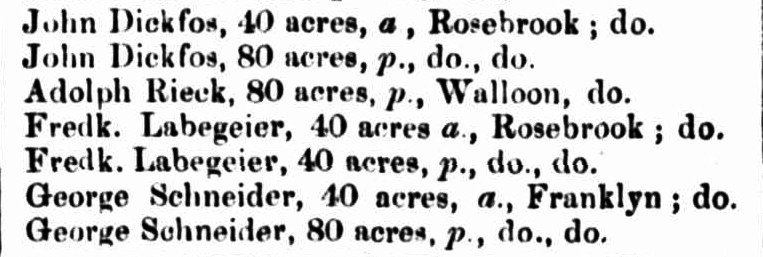 John Dickfos, 40 acres, a , Rosebrook ; do.
John Dickfos, 80 acres, p., do., do.
Adolph Rieck, 80 acres, p., Walloon, do.
Fredk. Labegeier, 40 acres a., Rosebrook ; do.
Fredk. Labegeier, 40 acres, p., do., do.
George Schneider, 40 acres, a., Franklyn ; do.
George Schneider, 80 acres, p., do., do.